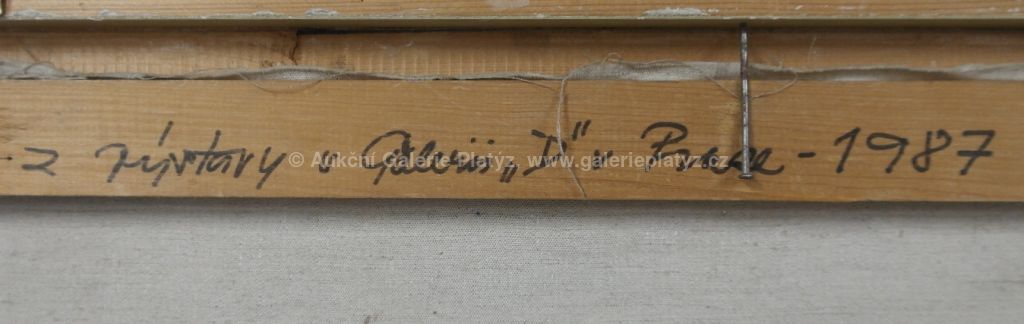 z výstavy v Galerii „D“ v Praze - 1987
© Aukční Galerie Platýz, www.galerieplatyz.cz